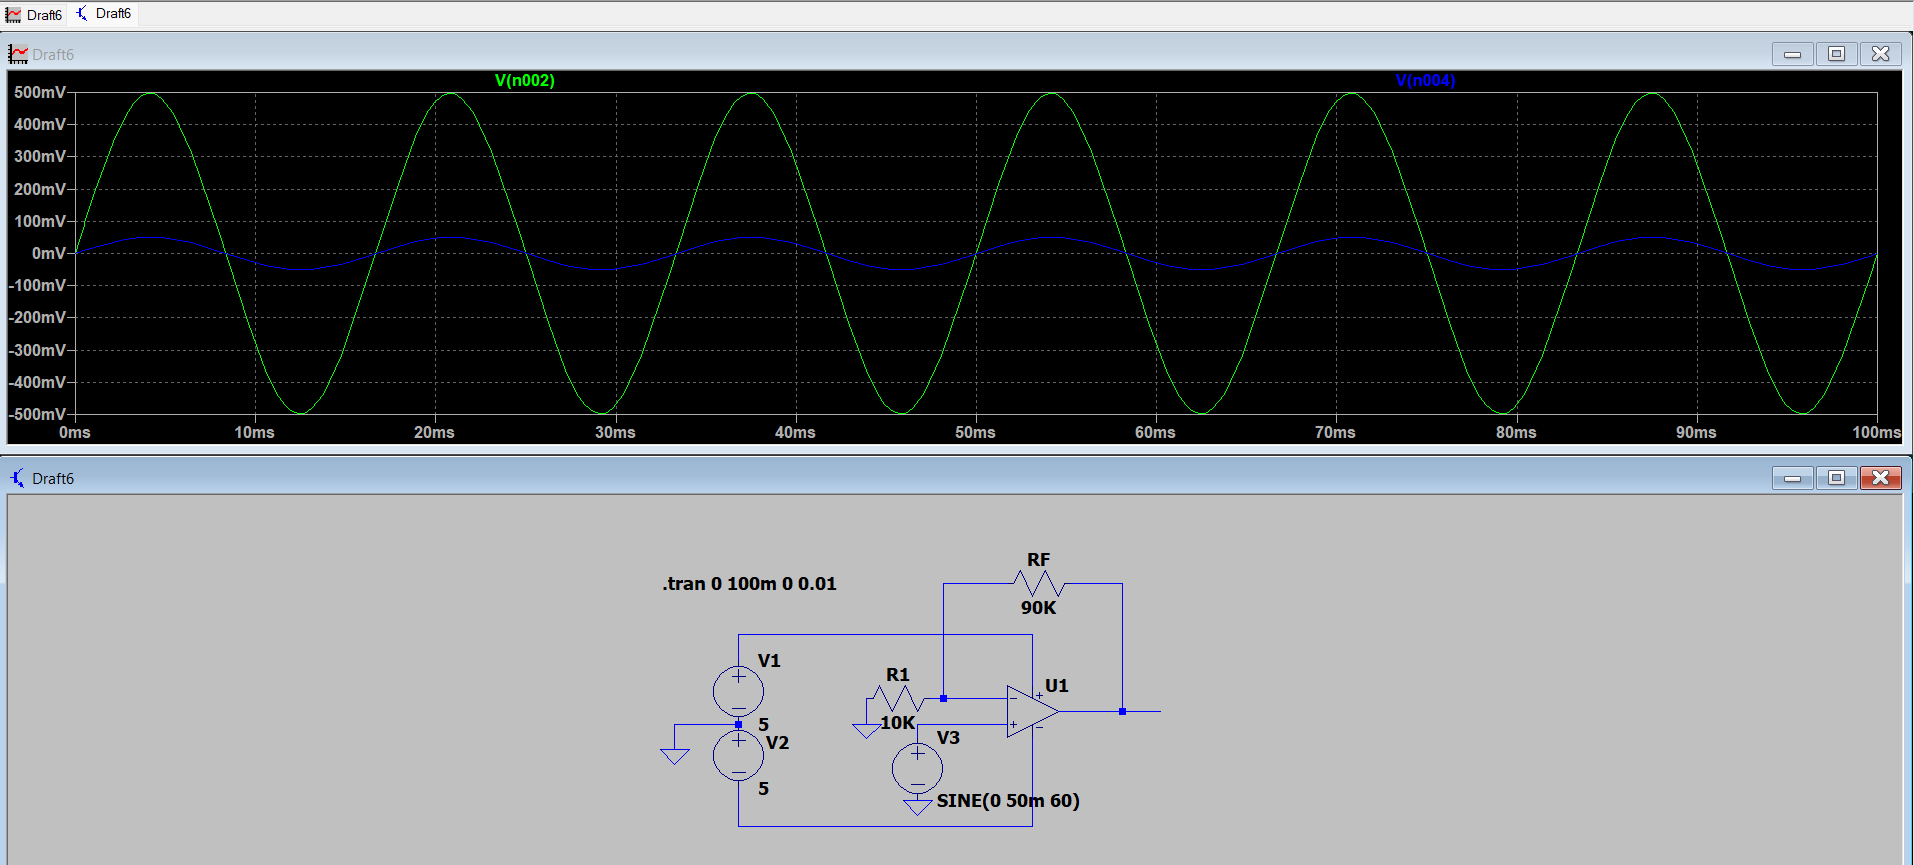 Draft6 Draft6
Draft6
V(n002) V(n004)
500mV
400mV
300mV
200mV
100mV
0mV
-100mV
-200mV
-300mV
-400mV
-500mV
0ms 10ms 20ms 30ms 40ms 50ms 60ms 70ms 80ms 90ms 100ms
Draft6
RF
.tran 0 100m 0 0.01
90K
V1
R1
U1
10K
5
V2
V3
5
SINE(0 50m 60)